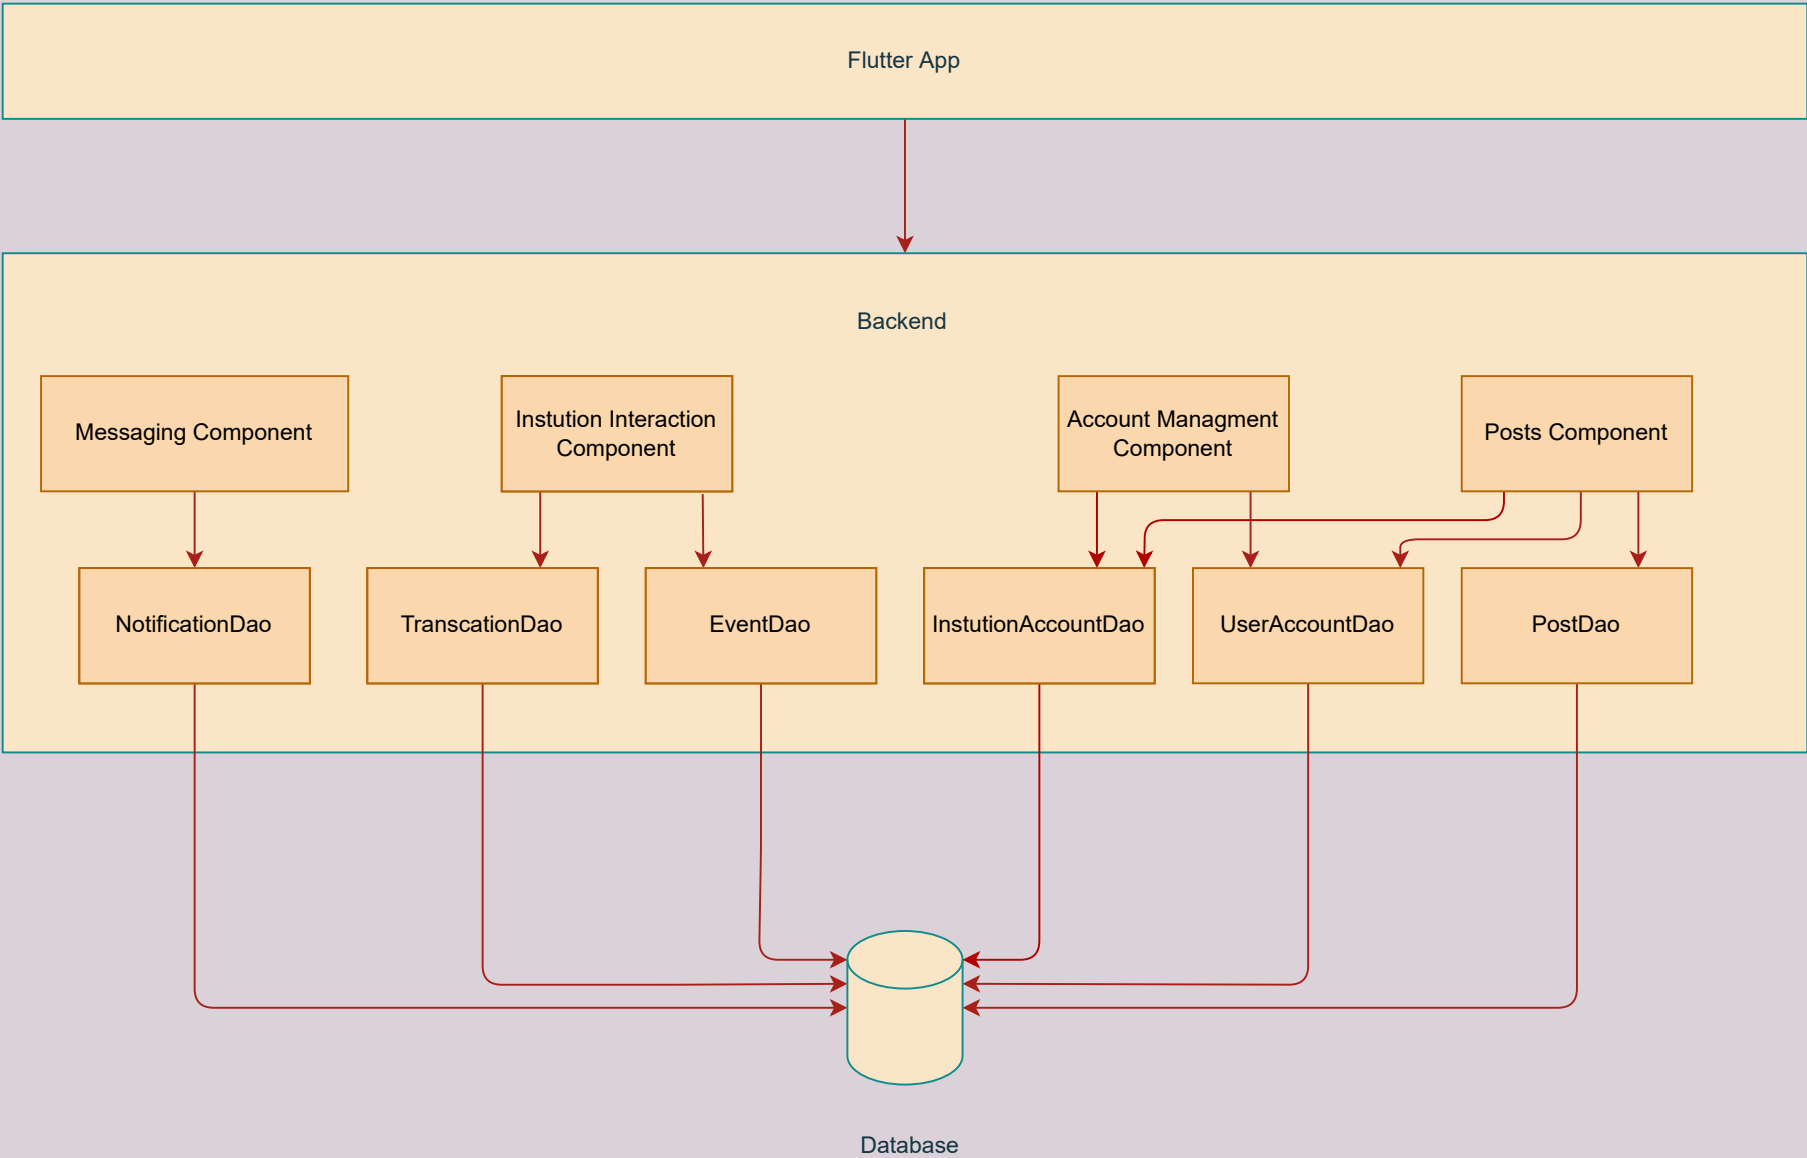 Flutter App
Backend
Messaging Component
Instution Interaction
Component
Account Managment
Component
Posts Component
NotificationDao
TranscationDao
EventDao
InstutionAccountDao
UserAccountDao
PostDao
Database